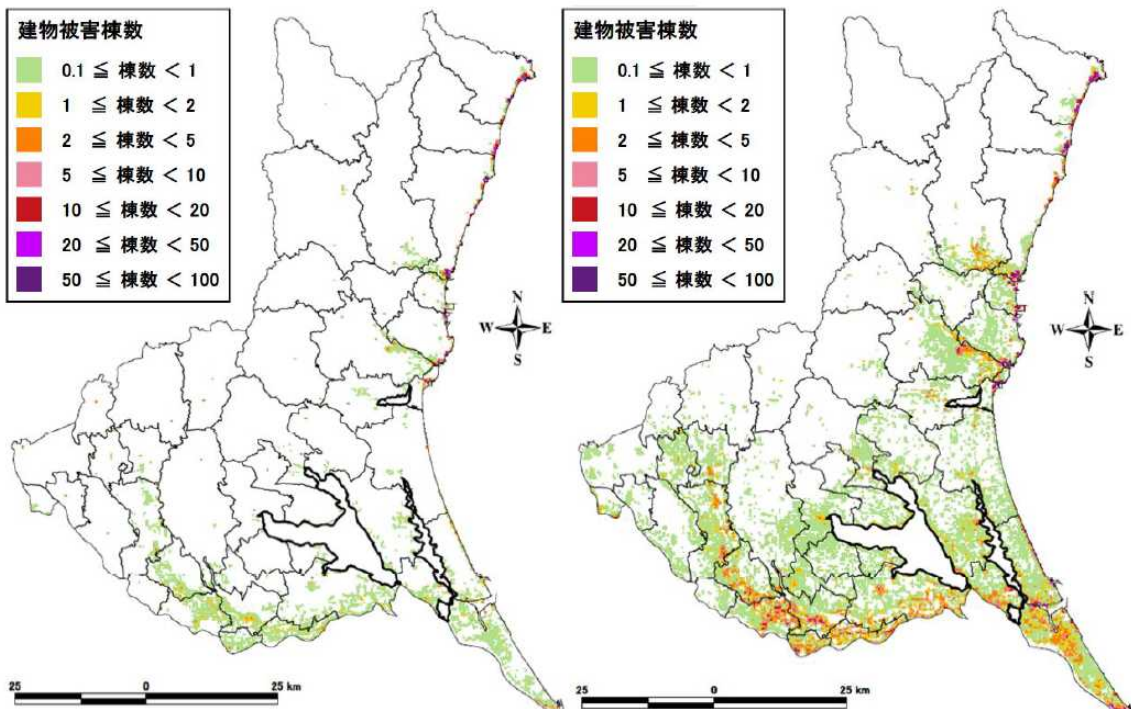 建物被害棟数
0.1 ≦ 棟数 < 1
1 ≦ 棟数 < 2
2 ≦ 棟数 < 5
5 ≦ 棟数 < 10
10 ≦ 棟数 < 20
20 ≦ 棟数 < 50
50 ≦ 棟数 < 100
N
W E
S
25 0 25 km
建物被害棟数
0.1 ≦ 棟数 < 1
1 ≦ 棟数 < 2
2 ≦ 棟数 < 5
5 ≦ 棟数 < 10
10 ≦ 棟数 < 20
20 ≦ 棟数 < 50
50 ≦ 棟数 < 100
N
W E
S
25 0 25 km